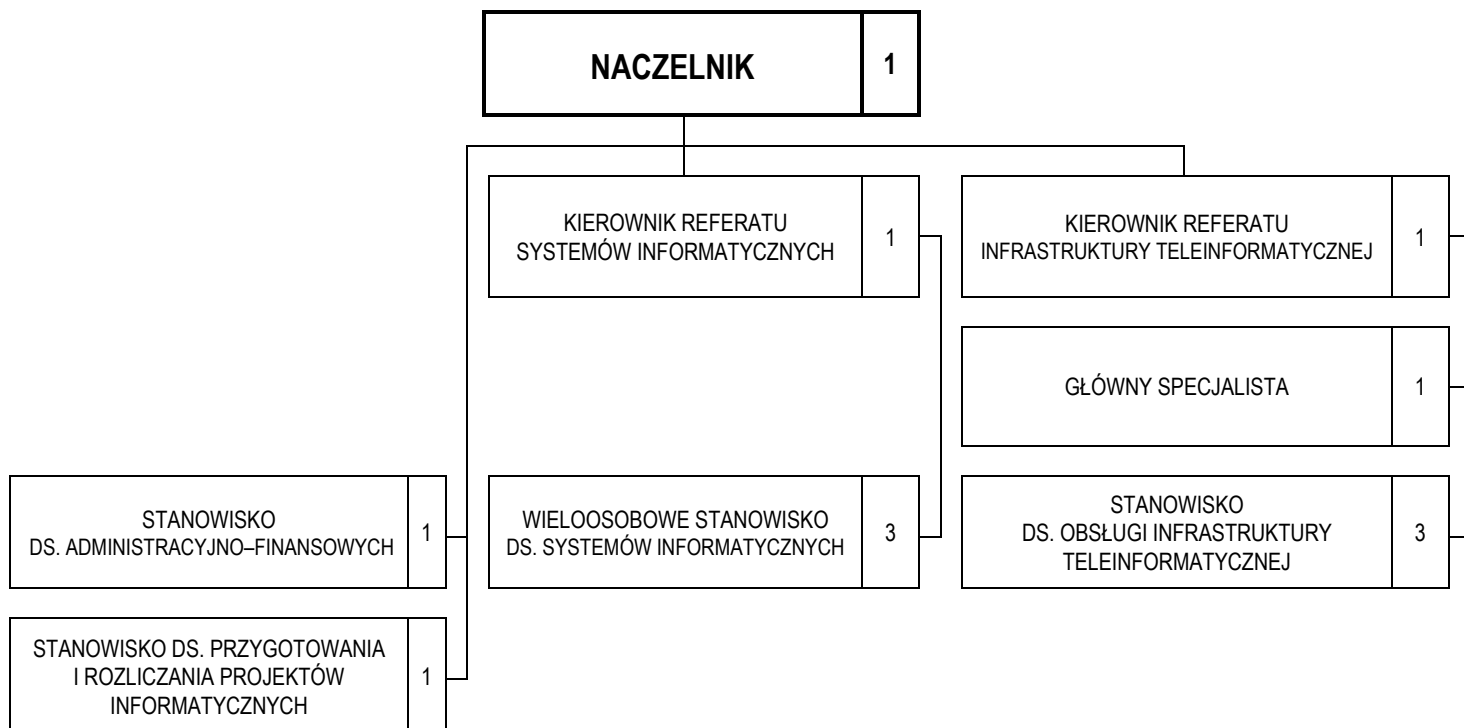 NACZELNIK 1
KIEROWNIK REFERATU
SYSTEMÓW INFORMATYCZNYCH
1
KIEROWNIK REFERATU
INFRASTRUKTURY TELEINFORMATYCZNEJ
1
GŁÓWNY SPECJALISTA 1
STANOWISKO
DS. ADMINISTRACYJNO–FINANSOWYCH
1
WIELOOSOBOWE STANOWISKO
DS. SYSTEMÓW INFORMATYCZNYCH
3
STANOWISKO
DS. OBSŁUGI INFRASTRUKTURY
TELEINFORMATYCZNEJ
3
STANOWISKO DS. PRZYGOTOWANIA
I ROZLICZANIA PROJEKTÓW
INFORMATYCZNYCH
1